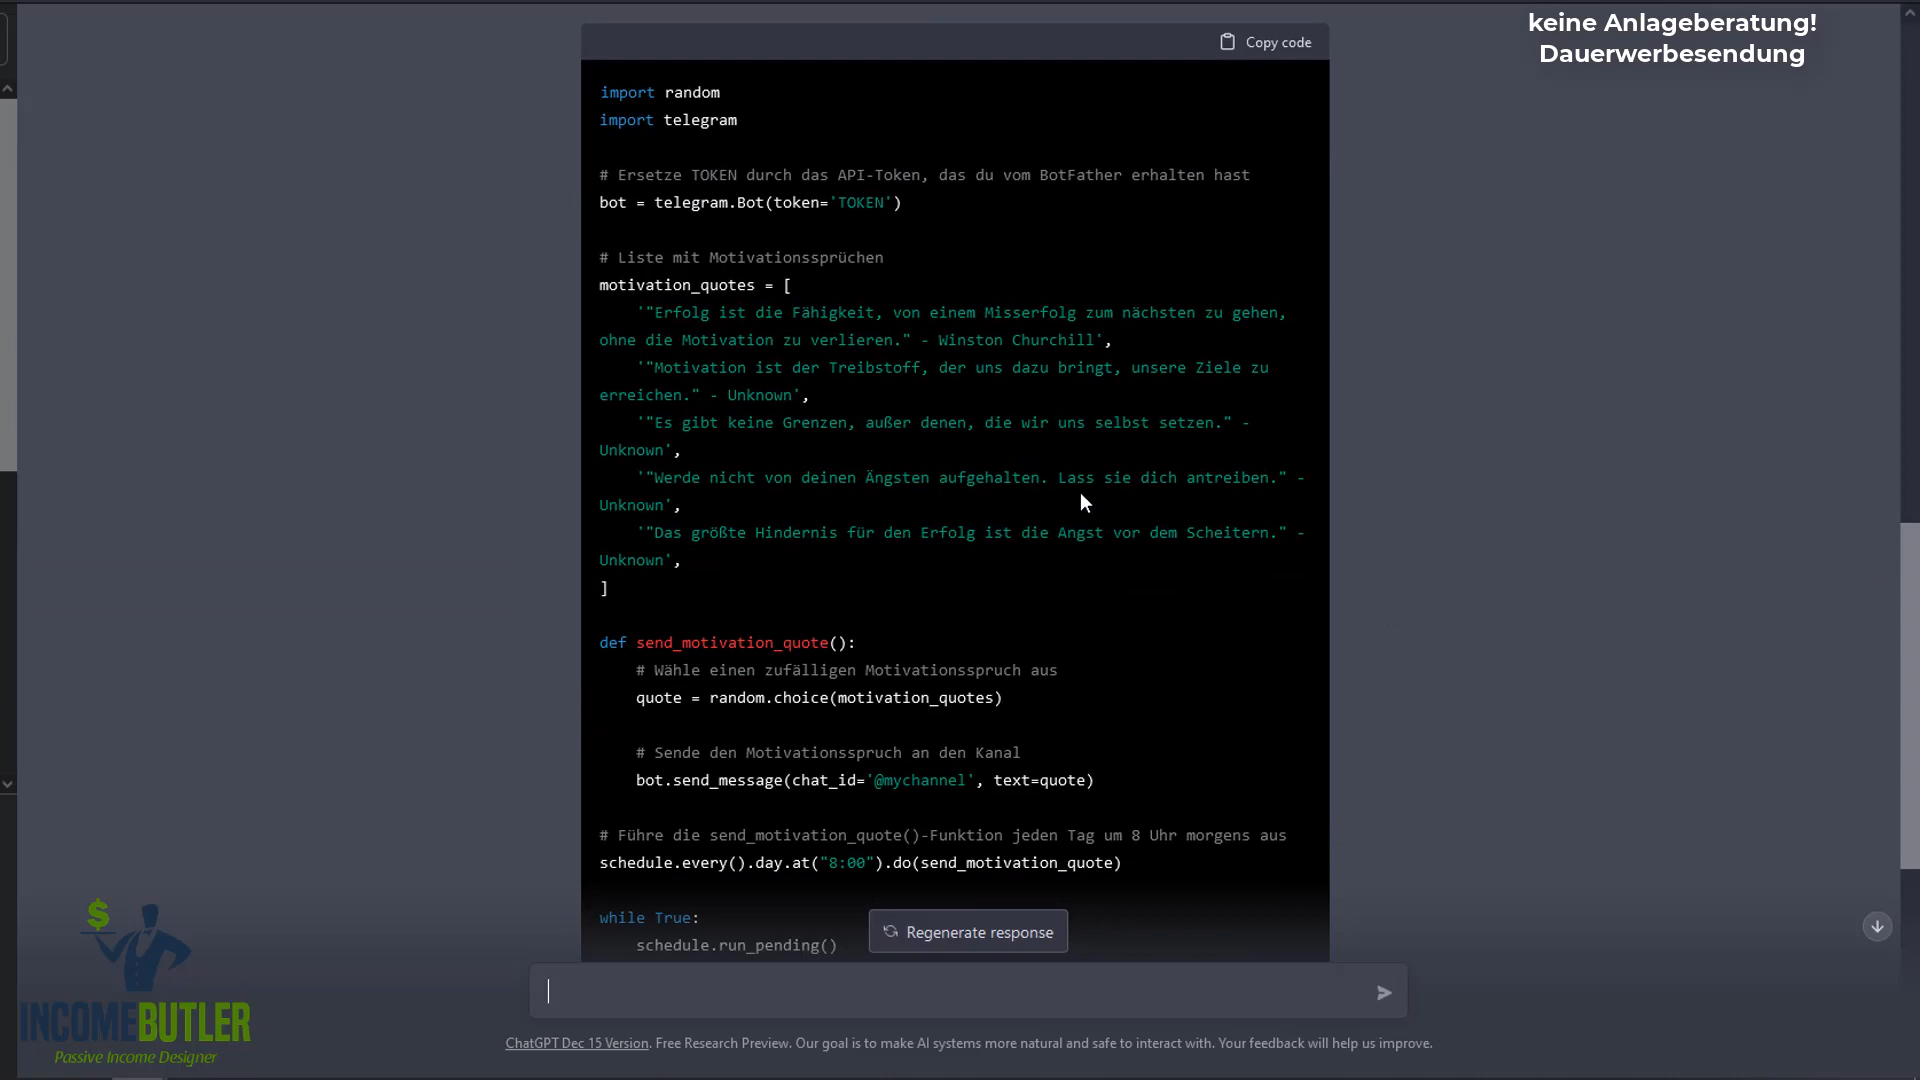 keine Anlageberatung!
Dauerwerbesendung
Copy code
import random
import telegram
# Ersetze TOKEN durch das API-Token, das du vom BotFather erhalten hast
bot = telegram.Bot(token='TOKEN')
# Liste mit Motivationssprüchen
motivation_quotes = [
'"Erfolg ist die Fähigkeit, von einem Misserfolg zum nächsten zu gehen,
ohne die Motivation zu verlieren." - Winston Churchill',
'"Motivation ist der Treibstoff, der uns dazu bringt, unsere Ziele zu
erreichen." - Unknown',
'"Es gibt keine Grenzen, außer denen, die wir uns selbst setzen." -
Unknown',
'"Werde nicht von deinen Ängsten aufgehalten. Lass sie dich antreiben." -
Unknown',
'"Das größte Hindernis für den Erfolg ist die Angst vor dem Scheitern." -
Unknown',
]
def send_motivation_quote():
# Wähle einen zufälligen Motivationsspruch aus
quote = random.choice(motivation_quotes)
# Sende den Motivationsspruch an den Kanal
bot.send_message(chat_id='@mychannel', text=quote)
# Führe die send_motivation_quote()-Funktion jeden Tag um 8 Uhr morgens aus
schedule.every().day.at("8:00").do(send_motivation_quote)
while True:
schedule.run_pending()
Regenerate response
$
INCOMEBUTLER
Passive Income Designer
ChatGPT Dec 15 Version. Free Research Preview. Our goal is to make AI systems more natural and safe to interact with. Your feedback will help us improve.